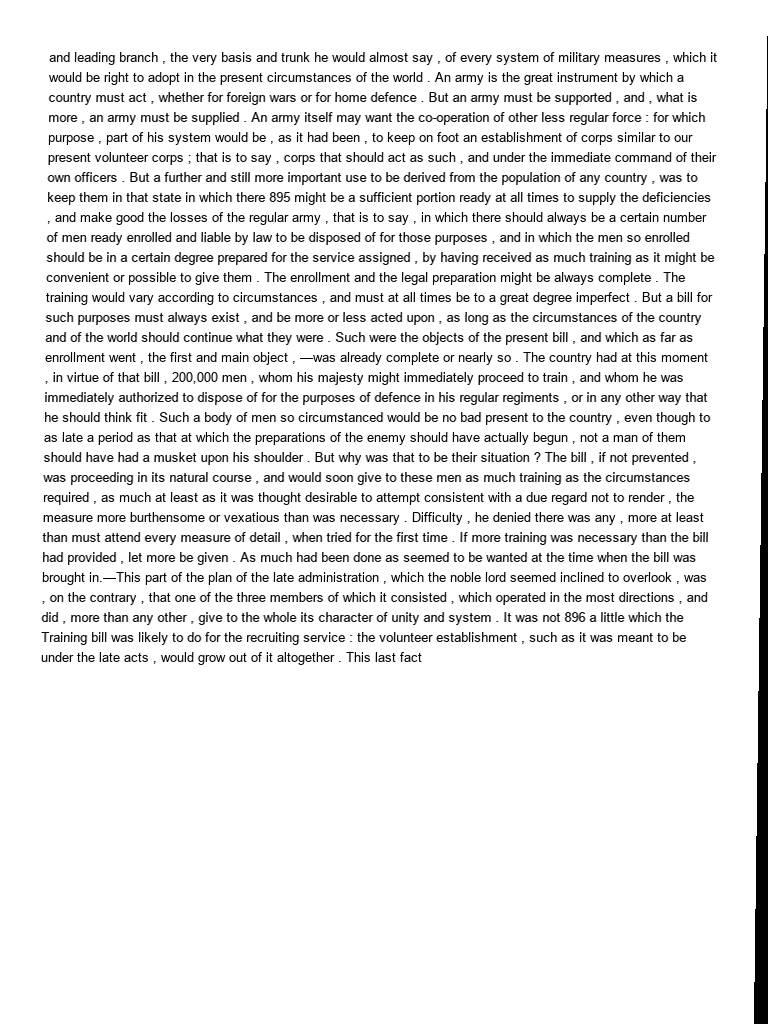 and leading branch , the very basis and trunk he would almost say , of every system of military measures , which it
would be right to adopt in the present circumstances of the world . An army is the great instrument by which a
country must act , whether for foreign wars or for home defence . But an army must be supported , and , what is
more , an army must be supplied . An army itself may want the co-operation of other less regular force : for which
purpose , part of his system would be , as it had been , to keep on foot an establishment of corps similar to our
present volunteer corps ; that is to say , corps that should act as such , and under the immediate command of their
own officers . But a further and still more important use to be derived from the population of any country , was to
keep them in that state in which there 895 might be a sufficient portion ready at all times to supply the deficiencies
, and make good the losses of the regular army , that is to say , in which there should always be a certain number
of men ready enrolled and liable by law to be disposed of for those purposes , and in which the men so enrolled
should be in a certain degree prepared for the service assigned , by having received as much training as it might be
convenient or possible to give them . The enrollment and the legal preparation might be always complete . The
training would vary according to circumstances , and must at all times be to a great degree imperfect . But a bill for
such purposes must always exist , and be more or less acted upon , as long as the circumstances of the country
and of the world should continue what they were . Such were the objects of the present bill , and which as far as
enrollment went , the first and main object , —was already complete or nearly so . The country had at this moment
, in virtue of that bill , 200,000 men , whom his majesty might immediately proceed to train , and whom he was
immediately authorized to dispose of for the purposes of defence in his regular regiments , or in any other way that
he should think fit . Such a body of men so circumstanced would be no bad present to the country , even though to
as late a period as that at which the preparations of the enemy should have actually begun , not a man of them
should have had a musket upon his shoulder . But why was that to be their situation ? The bill , if not prevented ,
was proceeding in its natural course , and would soon give to these men as much training as the circumstances
required , as much at least as it was thought desirable to attempt consistent with a due regard not to render , the
measure more burthensome or vexatious than was necessary . Difficulty , he denied there was any , more at least
than must attend every measure of detail , when tried for the first time . If more training was necessary than the bill
had provided , let more be given . As much had been done as seemed to be wanted at the time when the bill was
brought in.—This part of the plan of the late administration , which the noble lord seemed inclined to overlook , was
, on the contrary , that one of the three members of which it consisted , which operated in the most directions , and
did , more than any other , give to the whole its character of unity and system . It was not 896 a little which the
Training bill was likely to do for the recruiting service : the volunteer establishment , such as it was meant to be
under the late acts , would grow out of it altogether . This last fact